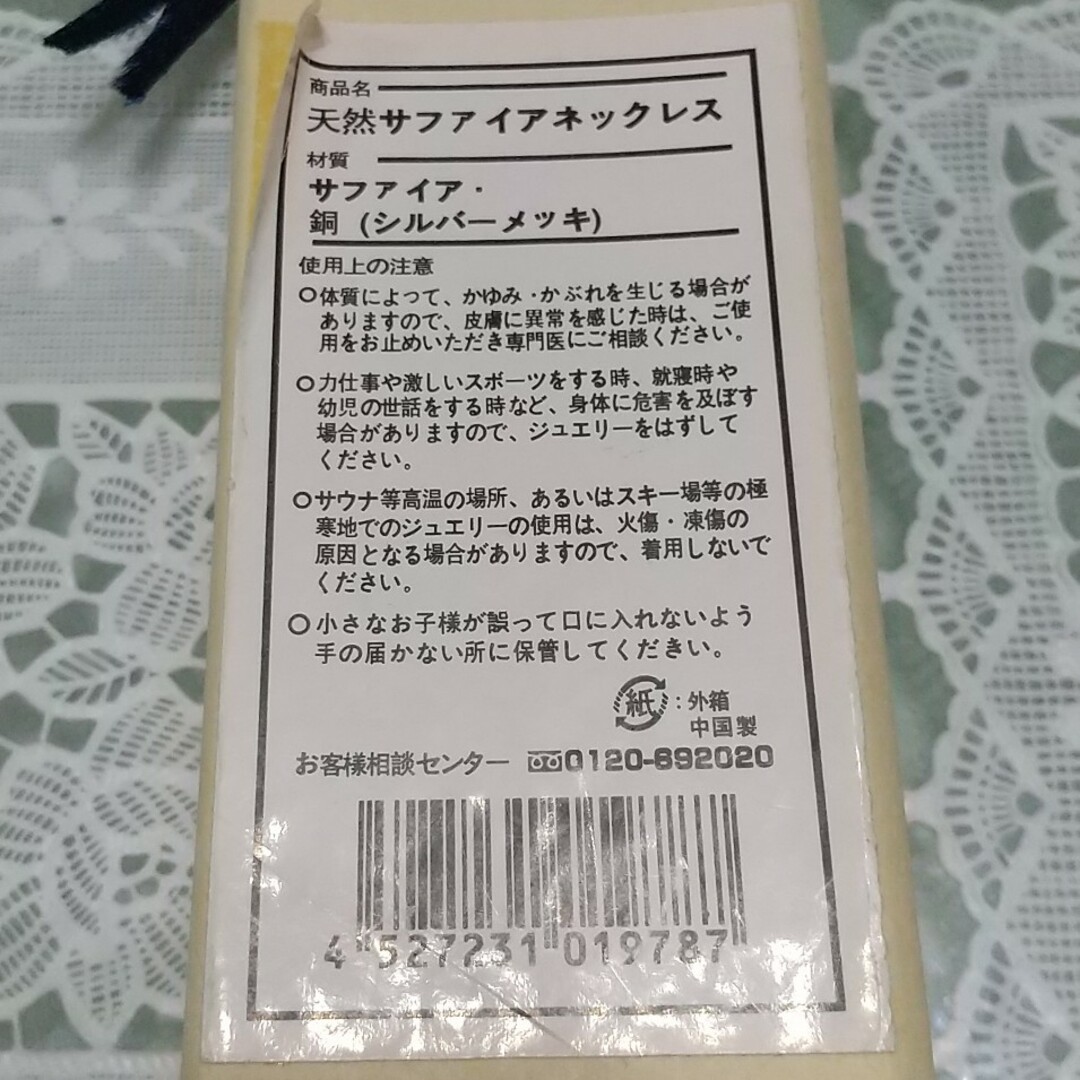 商品名
天然サファイアネックレス
材質
サファイア・
銅 (シルバーメッキ)
使用上の注意
○体質によって、かゆみ・かぶれを生じる場合が
ありますので、皮膚に異常を感じた時は、ご使
用をお止めいただき専門医にご相談ください。
○力仕事や激しいスポーツをする時、就寝時や
幼児の世話をする時など、身体に危害を及ぼす
場合がありますので、ジュエリーをはずして
ください。
○サウナ等高温の場所、あるいはスキー場等の極
寒地でのジュエリーの使用は、火傷・凍傷の
原因となる場合がありますので、着用しないで
ください。
○小さなお子様が誤って口に入れないよう
手の届かない所に保管してくだきい。
紙:外箱
中国製
お客様相談センター 0120-892020
4 527231 019787